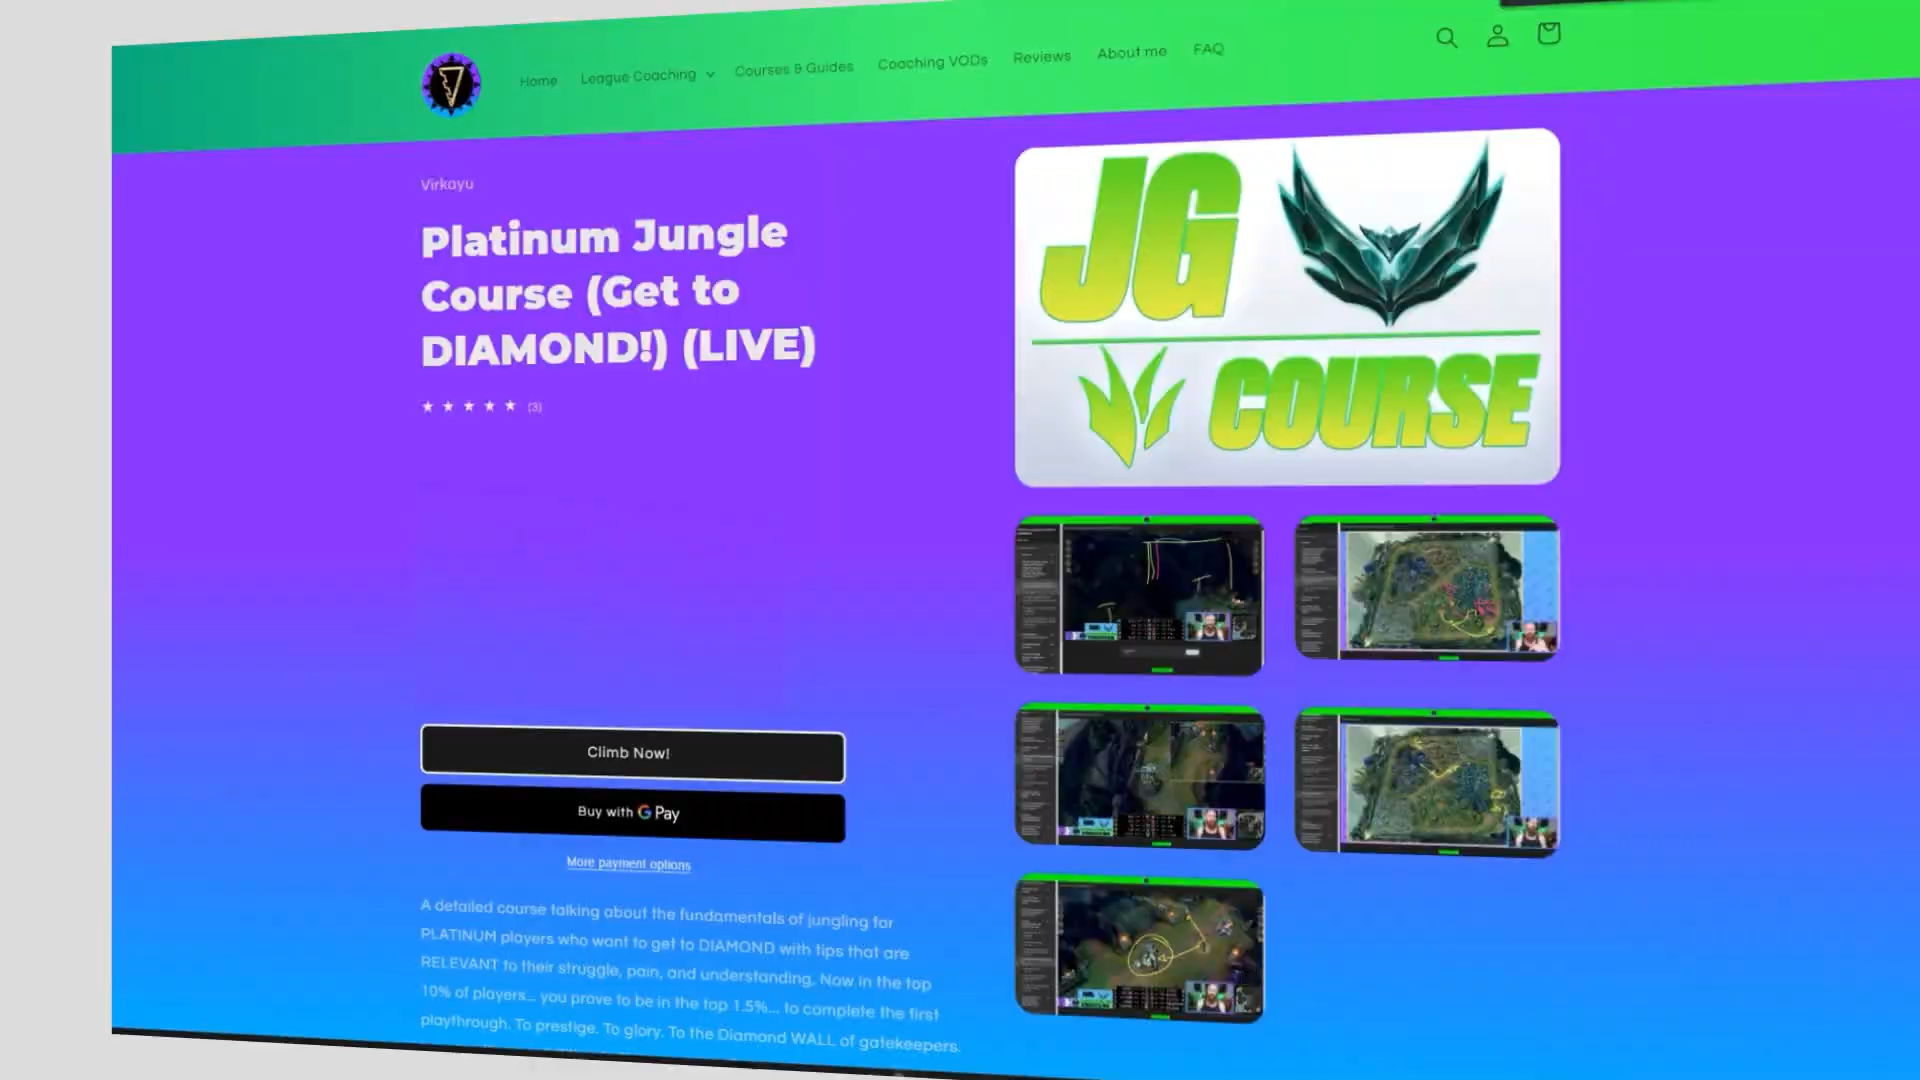 Home League Coaching Courses & Guides Coaching VODs Reviews About me FAQ
Virkayu
Platinum Jungle
Course (Get to
DIAMOND!) (LIVE)
(3)
Climb Now!
Buy with G Pay
More payment options
A detailed course talking about the fundamentals of jungling for
PLATINUM players who want to get to DIAMOND with tips that are
RELEVANT to their struggle, pain, and understanding. Now in the top
10% of players... you prove to be in the top 1.5%... to complete the first
playthrough. To prestige. To glory. To the Diamond WALL of gatekeepers.
JG
COURSE